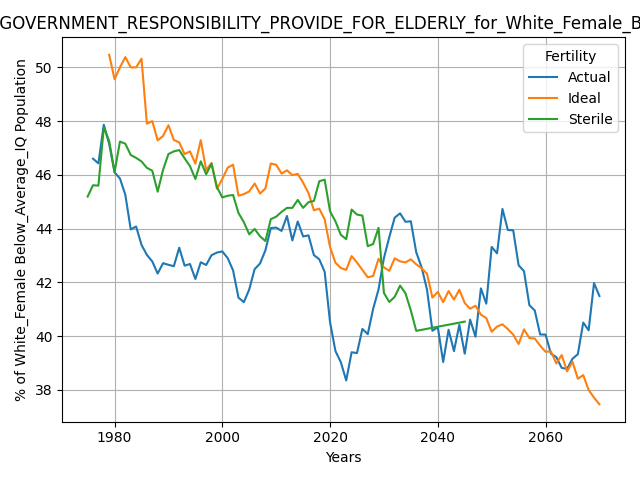 GOVERNMENT_RESPONSIBILITY_PROVIDE_FOR_ELDERLY_for_White_Female_B
Fertility
Actual
Ideal
Sterile
% of White_Female Below_Average_IQ Population
50
48
46
44
42
40
38
1980
2000
2020
2040
2060
Years